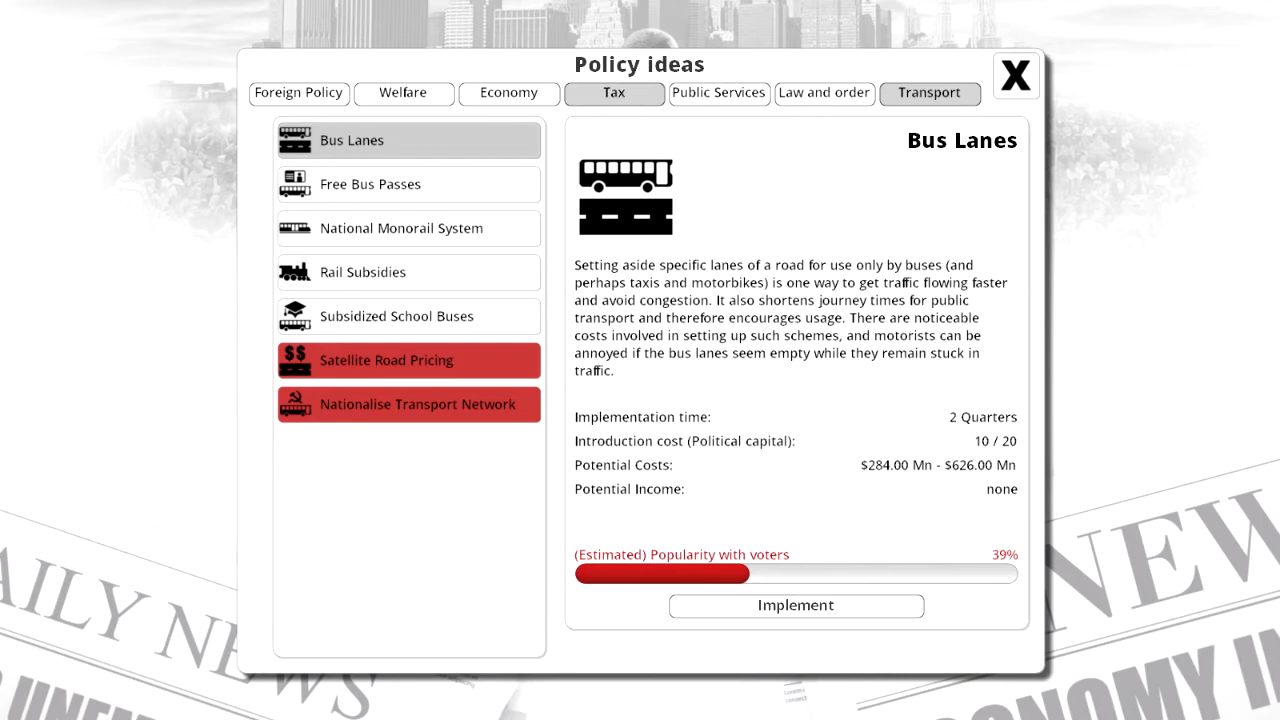 Policy ideas
X
Foreign Policy
Welfare
Economy
Tax
Public Services
Law and order
Transport
Bus Lanes
Free Bus Passes
National Monorail System
Rail Subsidies
Subsidized School Buses
$$
Satellite Road Pricing
Nationalise Transport Network
Bus Lanes
Setting aside specific lanes of a road for use only by buses (and
perhaps taxis and motorbikes) is one way to get traffic flowing faster
and avoid congestion. It also shortens journey times for public
transport and therefore encourages usage. There are noticeable
costs involved in setting up such schemes, and motorists can be
annoyed if the bus lanes seem empty while they remain stuck in
traffic.
Implementation time: 2 Quarters
Introduction cost (Political capital): 10 / 20
Potential Costs: $284.00 Mn - $626.00 Mn
Potential Income: none
(Estimated) Popularity with voters 39%
Implement
AILY NEWS
NEW
ONOMY IN